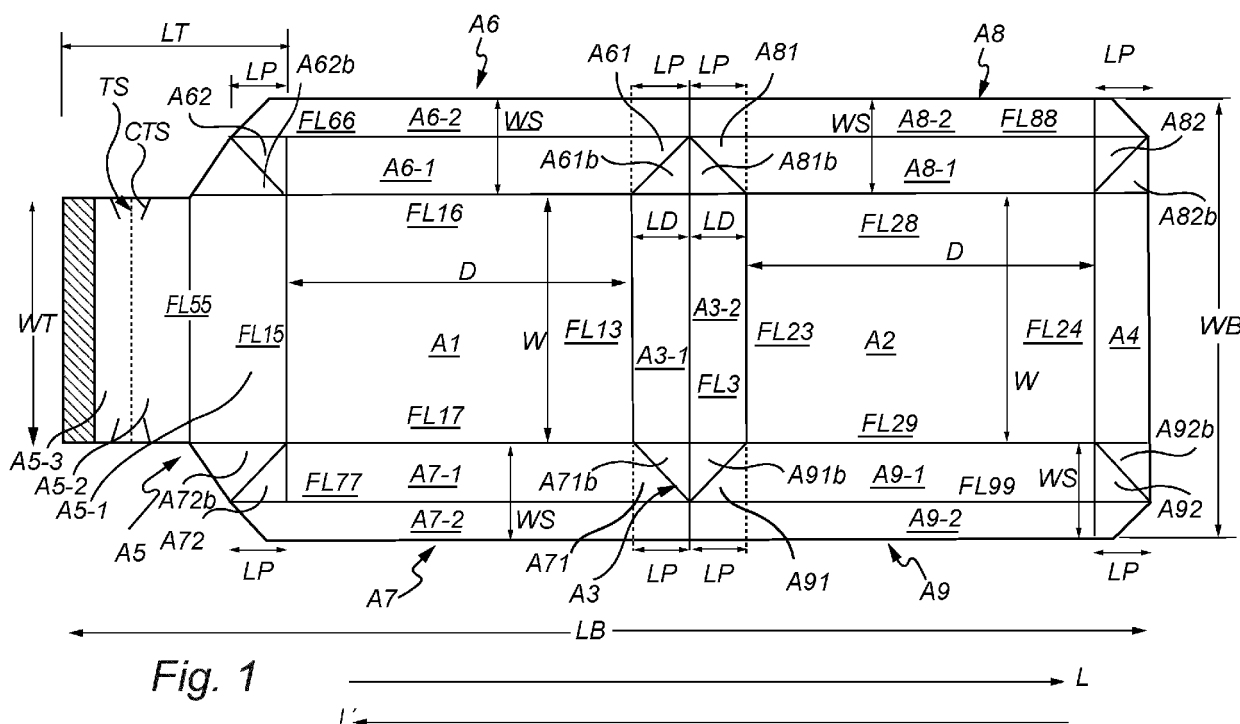 LT
A6
A8
LP
A62b
A61
LP
LP
A81
LP
TS
A62
CTS
FL66
A6-2
WS
WS
A8-2
FL88
A82
A61b
A81b
A6-1
A8-1
A82b
FL16
LD
LD
FL28
D
D
WT
FL55
FL15
A1
W
FL13
A3-1
A3-2
FL3
FL23
A2
FL24
W
A4
WB
FL17
FL29
A5-3
A5-2
A5-1
A5
A72b
A72
FL77
A7-1
A71b
A91b
A9-1
FL99
WS
A92b
A92
A7-2
WS
A9-2
LP
A7
A71
A3
LP
LP
A91
A9
LP
LB
Fig. 1
L
L'